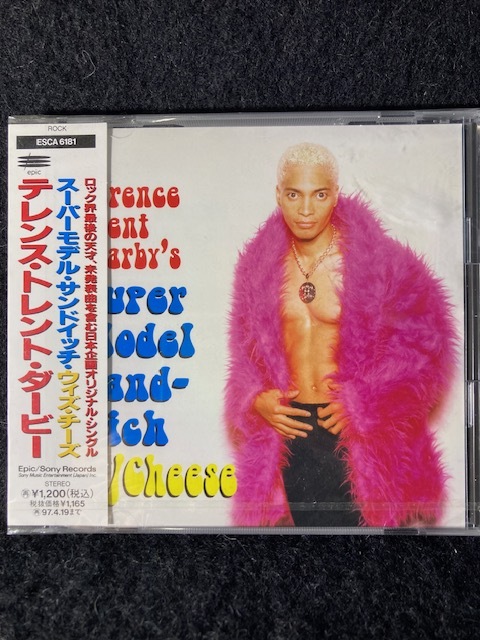 ROCK
ESCA 6181
epic
ロック界最後の天才、未発表曲を含む日本企画オリジナル・シングル
スーパーモデル・サンドイッチ・ウィズ・チーズ
テレンス・トレント・ダービー
Epic/Sony Records
Sony Music Entertainment (Japan) Inc.
STEREO
¥1,200(税込)
税抜価格¥1,165
97.4.19まで
rence
ent
arby's
uper
odel
and-
ich
/Cheese